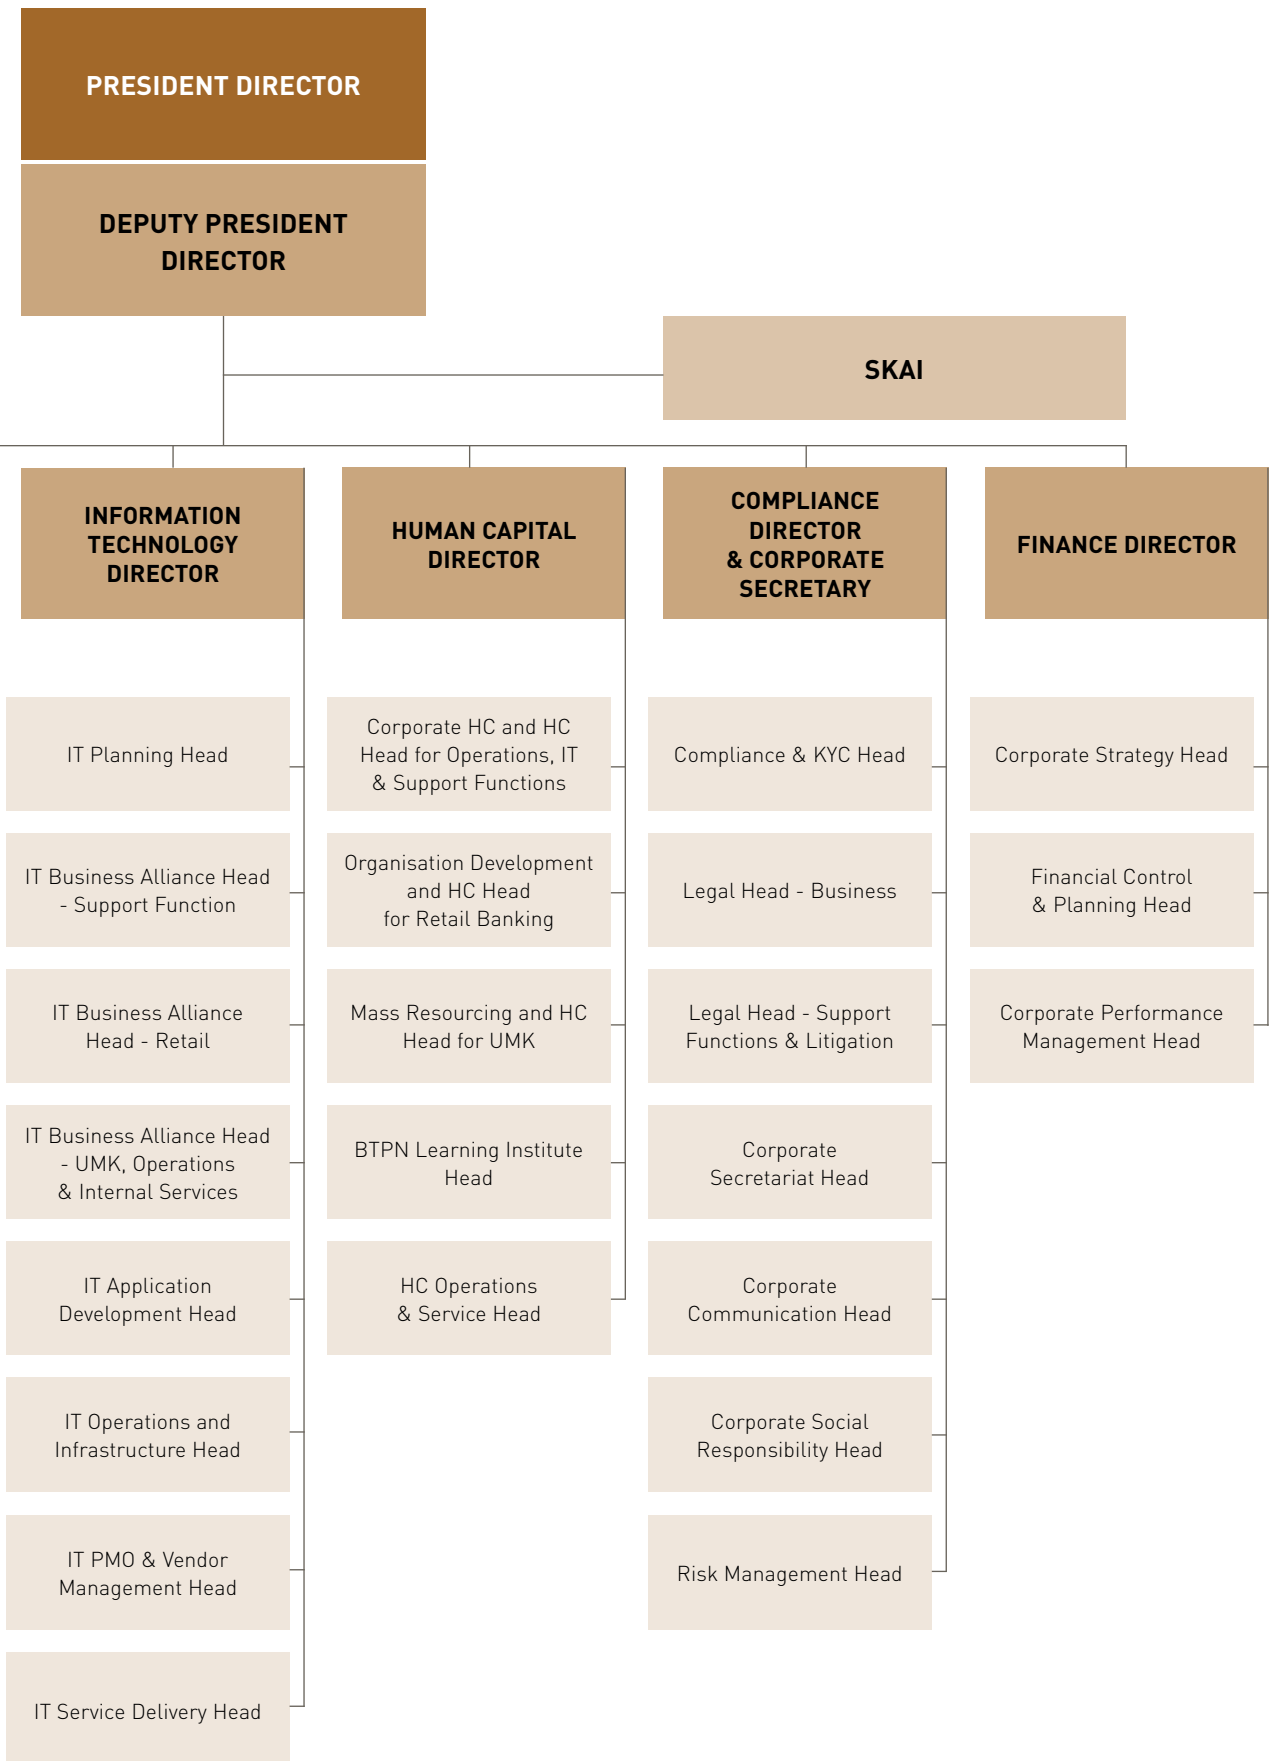 PRESIDENT DIRECTOR
DEPUTY PRESIDENT
DIRECTOR
SKAI
INFORMATION
TECHNOLOGY
DIRECTOR
HUMAN CAPITAL
DIRECTOR
COMPLIANCE
DIRECTOR
& CORPORATE
SECRETARY
FINANCE DIRECTOR
IT Planning Head
IT Business Alliance Head
- Support Function
IT Business Alliance
Head - Retail
IT Business Alliance Head
- UMK, Operations
& Internal Services
IT Application
Development Head
IT Operations and
Infrastructure Head
IT PMO & Vendor
Management Head
IT Service Delivery Head
Corporate HC and HC
Head for Operations, IT
& Support Functions
Organisation Development
and HC Head
for Retail Banking
Mass Resourcing and HC
Head for UMK
BTPN Learning Institute
Head
HC Operations
& Service Head
Compliance & KYC Head
Legal Head - Business
Legal Head - Support
Functions & Litigation
Corporate
Secretariat Head
Corporate
Communication Head
Corporate Social
Responsibility Head
Risk Management Head
Corporate Strategy Head
Financial Control
& Planning Head
Corporate Performance
Management Head